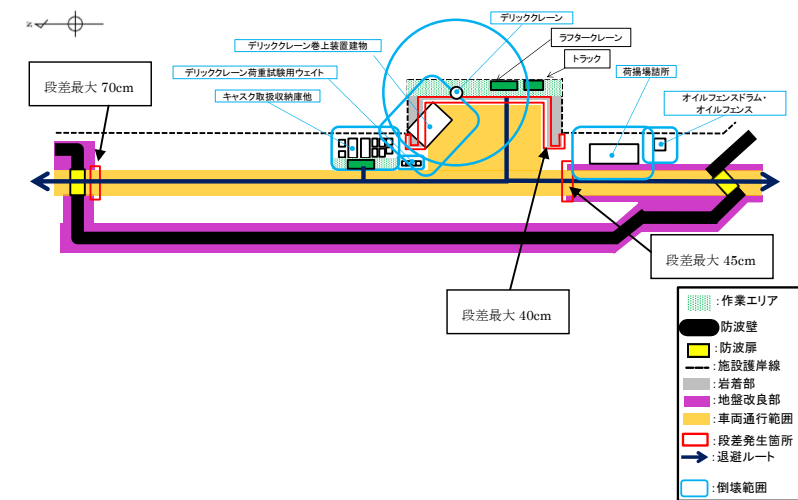 N
デリッククレーン
ラフタークレーン
デリッククレーン巻上装置建物
トラック
デリッククレーン荷重試験用ウェイト
荷揚場詰所
段差最大 70cm
キャスク取扱収納庫他
オイルフェンスドラム・
オイルフェンス
段差最大 45cm
段差最大 40cm
:作業エリア
防波壁
:防波扉
:施設護岸線
:岩着部
:地盤改良部
:車両通行範囲
:段差発生箇所
:退避ルート
:倒壊範囲